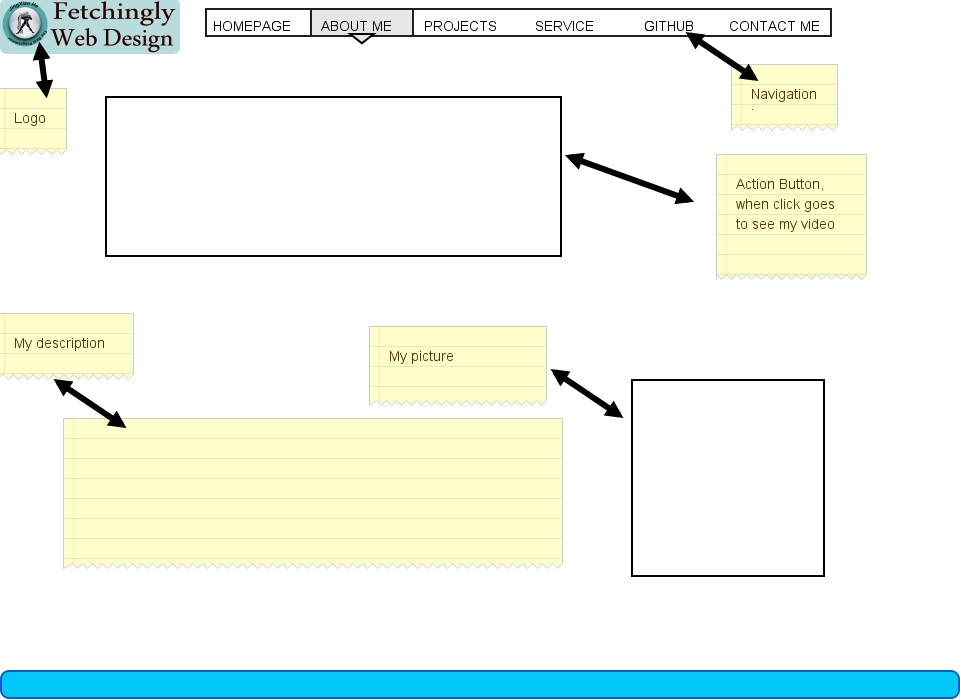 Fetchingly
Web Design
HOMEPAGE ABOUT ME PROJECTS SERVICE GITHUB CONTACT ME
Navigation
Logo
Action Button,
when click goes
to see my video
My description
My picture